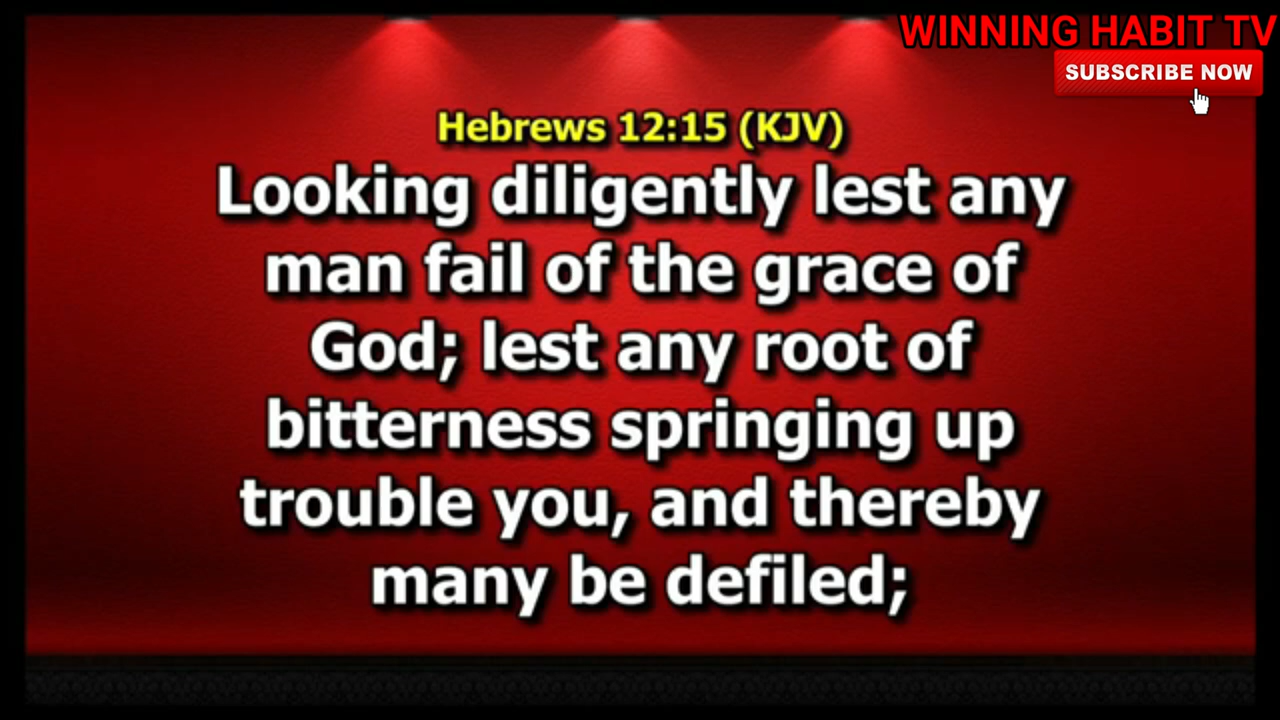 WINNING HABIT TV
SUBSCRIBE NOW
Hebrews 12:15 (KJV)
Looking diligently lest any
man fail of the grace of
God; lest any root of
bitterness springing up
trouble you, and thereby
many be defiled;